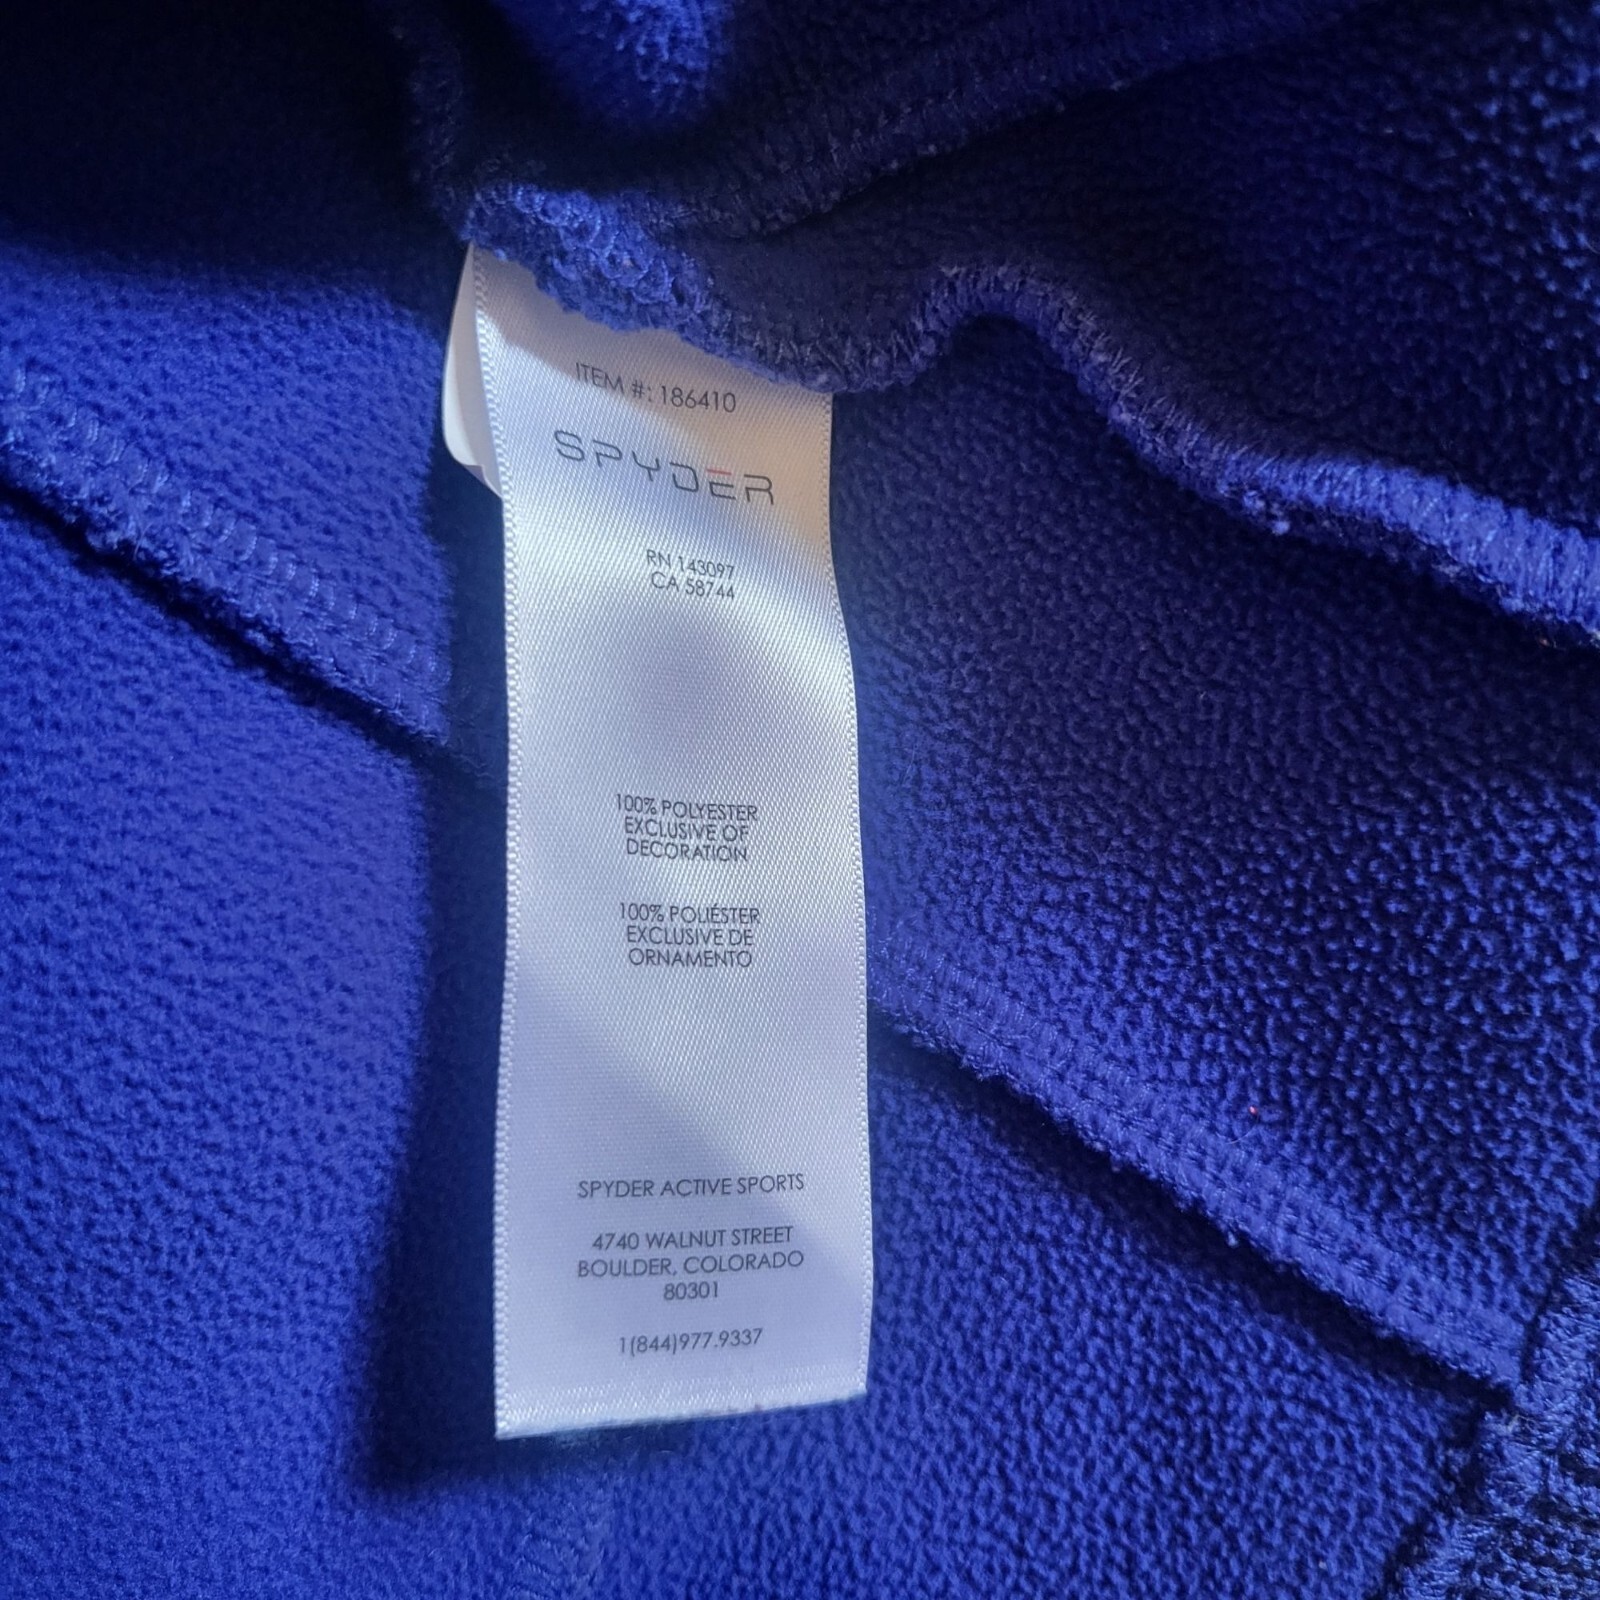 ITEM #: 186410
SPYDER
RN 143097
CA 58744
100% POLYESTER
EXCLUSIVE OF
DECORATION
100% POLIÉSTER
EXCLUSIVE DE
ORNAMENTO
SPYDER ACTIVE SPORTS
4740 WALNUT STREET
BOULDER, COLORADO
80301
1(844)977.9337